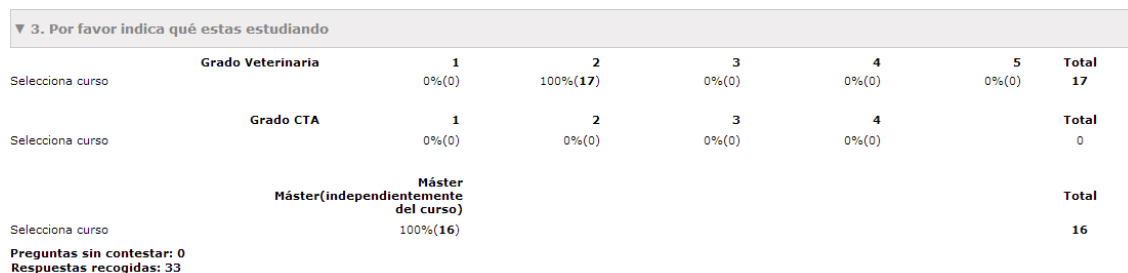 ▼ 3. Por favor indica qué estas estudiando
Grado Veterinaria 1 2 3 4 5 Total
Selecciona curso 0%(0) 100%(17) 0%(0) 0%(0) 0%(0) 17
Grado CTA 1 2 3 4 Total
Selecciona curso 0%(0) 0%(0) 0%(0) 0%(0) 0
Máster
Máster(independientemente Total
del curso)
Selecciona curso 100%(16) 16
Preguntas sin contestar: 0
Respuestas recogidas: 33